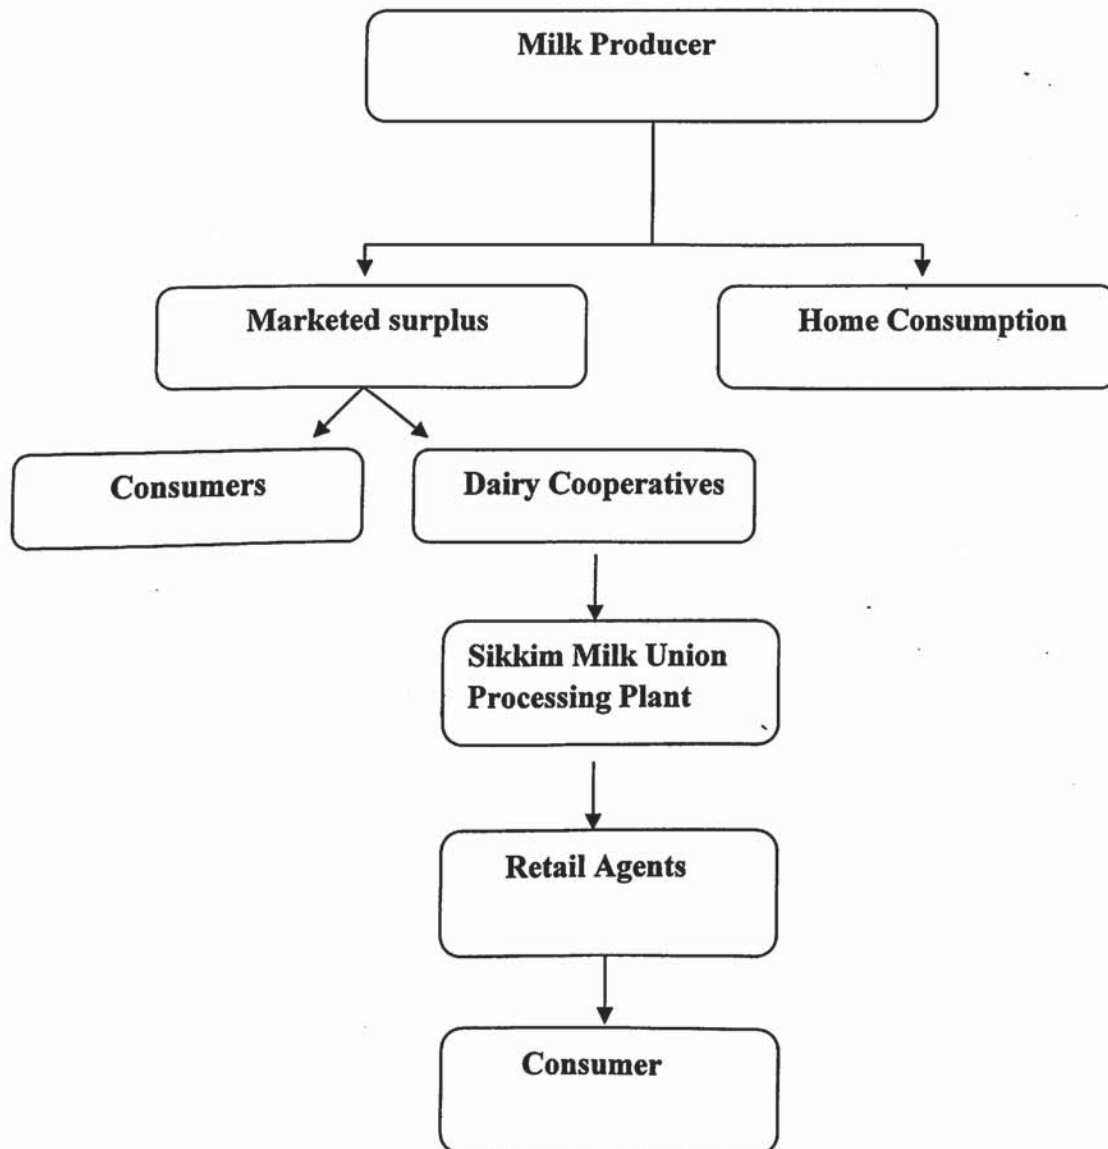 Milk Producer
Marketed surplus
Home Consumption
Consumers
Dairy Cooperatives
Sikkim Milk Union
Processing Plant
Retail Agents
Consumer